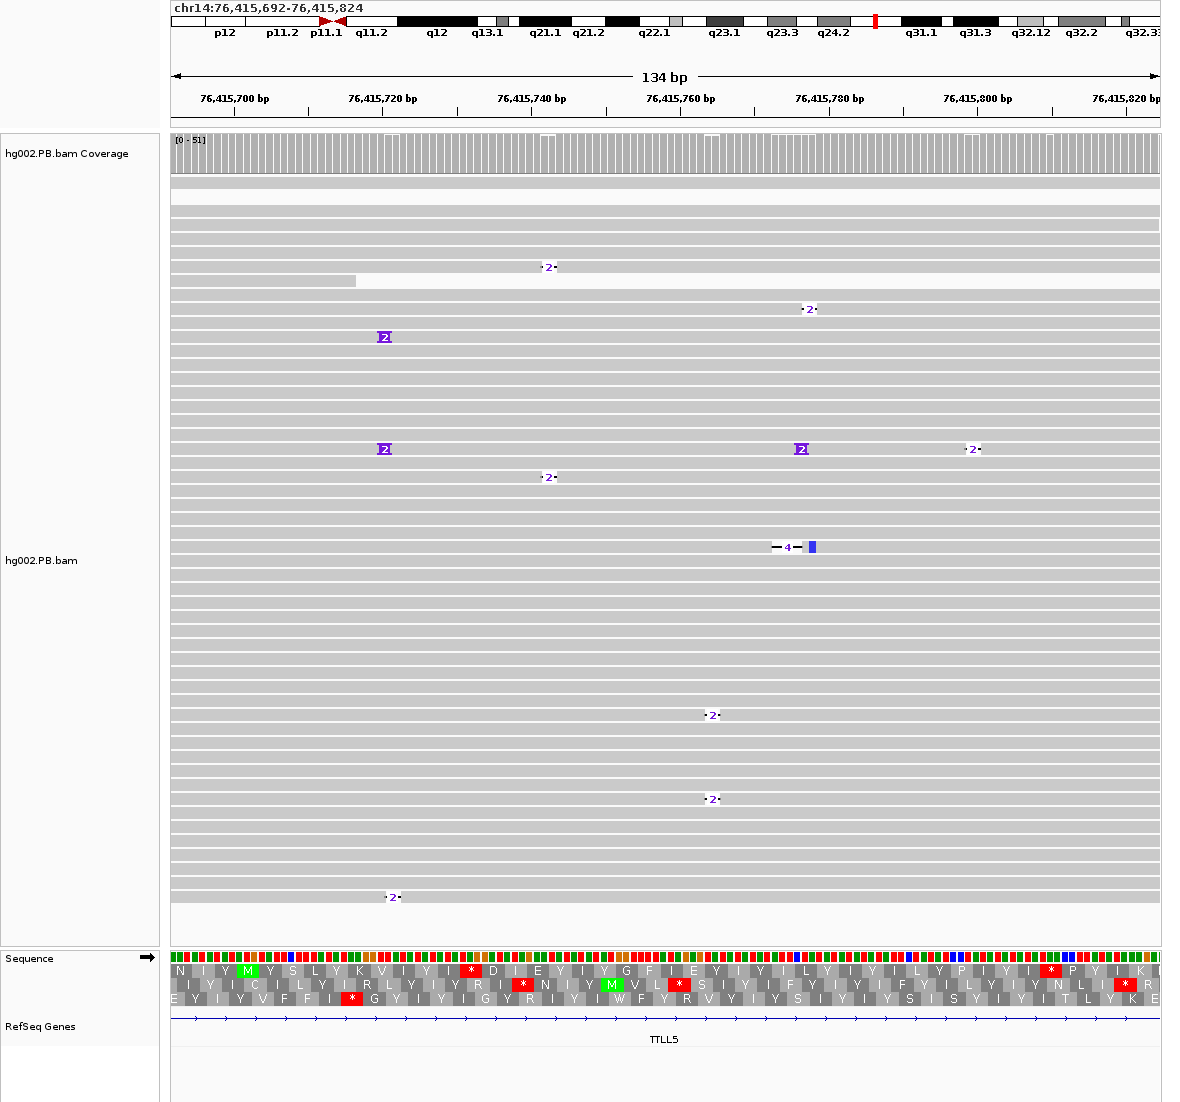 chr14:76,415,692-76,415,824
p12 p11.2 p11.1 q11.2 q12 q13.1 q21.1 q21.2 q22.1 q23.1 q23.3 q24.2 q31.1 q31.3 q32.12 q32.2 q32.33
134 bp
76,415,700 bp 76,415,720 bp 76,415,740 bp 76,415,760 bp 76,415,780 bp 76,415,800 bp 76,415,820 bp
hg002.PB.bam Coverage
[0 - 51]
2
2
2
2 2 2
2
hg002.PB.bam
4
2
2
2
Sequence
N I Y M Y S L Y K V I Y I * D I E Y I Y G F I E Y I Y I L Y I Y I L Y P I Y I * P Y I K I
I Y I C I L Y I R L Y I Y R I * N I Y M V L * S I Y I F Y I Y I F Y I L Y I Y N L I * R
E Y I Y V F F I * G Y I Y I G Y R I Y I W F Y R V Y I Y S I Y I Y S I S Y I Y I T L Y K E
RefSeq Genes
TTLL5